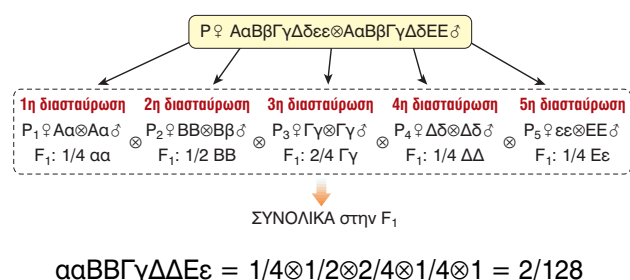 P♀ ΑαΒβΓγΔδεε⊗ΑαΒβΓγΔδΕΕ♂
1η διασταύρωση 2η διασταύρωση 3η διασταύρωση 4η διασταύρωση 5η διασταύρωση
P₁♀Αα⊗Αα♂ ⊗ P₂♀ΒΒ⊗Ββ♂ ⊗ P₃♀Γγ⊗Γγ♂ ⊗ P₄♀Δδ⊗Δδ♂ ⊗ P₅♀εε⊗ΕΕ♂
F₁: 1/4 αα F₁: 1/2 ΒΒ F₁: 2/4 Γγ F₁: 1/4 ΔΔ F₁: 1/4 Εε
ΣΥΝΟΛΙΚΑ στην F₁
ααΒΒΓγΔΔΕε = 1/4⊗1/2⊗2/4⊗1/4⊗1 = 2/128